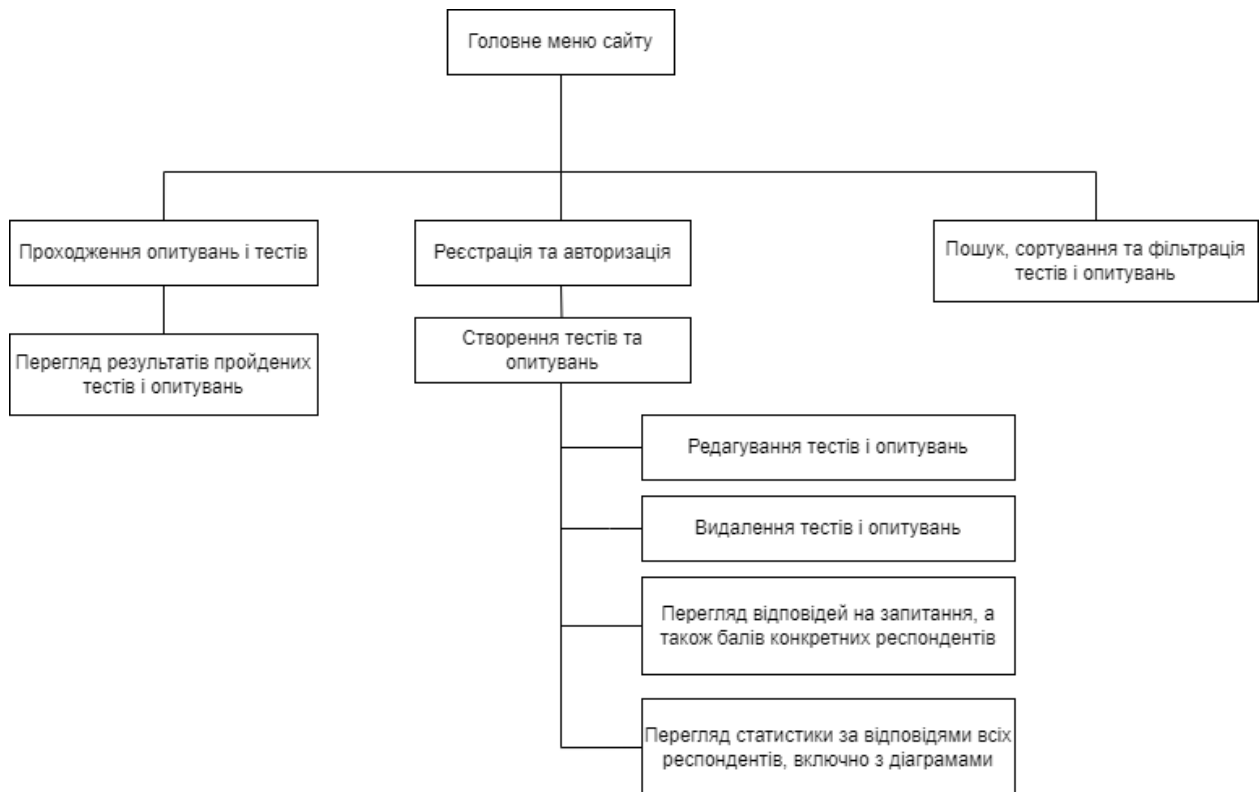 Головне меню сайту
Проходження опитувань і тестів
Реєстрація та авторизація
Пошук, сортування та фільтрація
тестів і опитувань
Перегляд результатів пройдених
тестів і опитувань
Створення тестів та
опитувань
Редагування тестів і опитувань
Видалення тестів і опитувань
Перегляд відповідей на запитання, а
також балів конкретних респондентів
Перегляд статистики за відповідями всіх
респондентів, включно з діаграмами